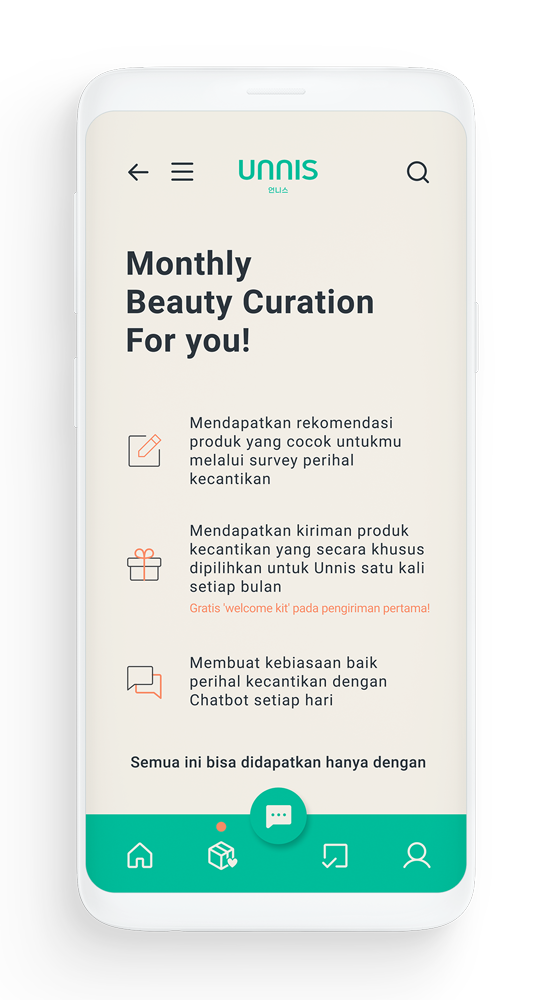 UNNIS
언니스
Monthly
Beauty Curation
For you!
Mendapatkan rekomendasi
produk yang cocok untukmu
melalui survey perihal
kecantikan
Mendapatkan kiriman produk
kecantikan yang secara khusus
dipilihkan untuk Unnis satu kali
setiap bulan
Gratis 'welcome kit' pada pengiriman pertama!
Membuat kebiasaan baik
perihal kecantikan dengan
Chatbot setiap hari
Semua ini bisa didapatkan hanya dengan